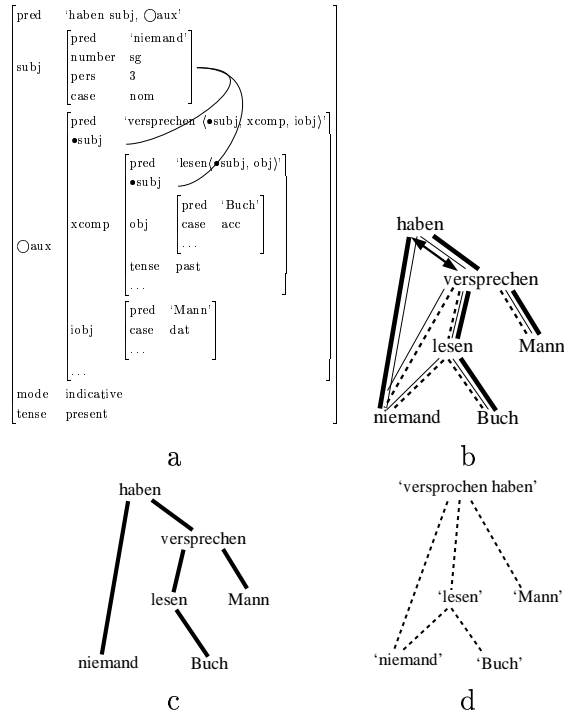 pred ‘haben subj, ◯aux’
pred ‘niemand’
number sg
subj
pers 3
case nom
pred ‘versprechen ⟨●subj, xcomp, iobj⟩’
●subj
pred ‘lesen⟨●subj, obj⟩’
●subj
pred ‘Buch’
xcomp obj case acc
...
◯aux
tense past
...
pred ‘Mann’
iobj case dat
...
...
mode indicative
tense present
a
haben
versprechen
lesen Mann
niemand Buch
b
haben
versprechen
lesen Mann
niemand Buch
c
‘versprochen haben’
‘lesen’ ‘Mann’
‘niemand’ ‘Buch’
d